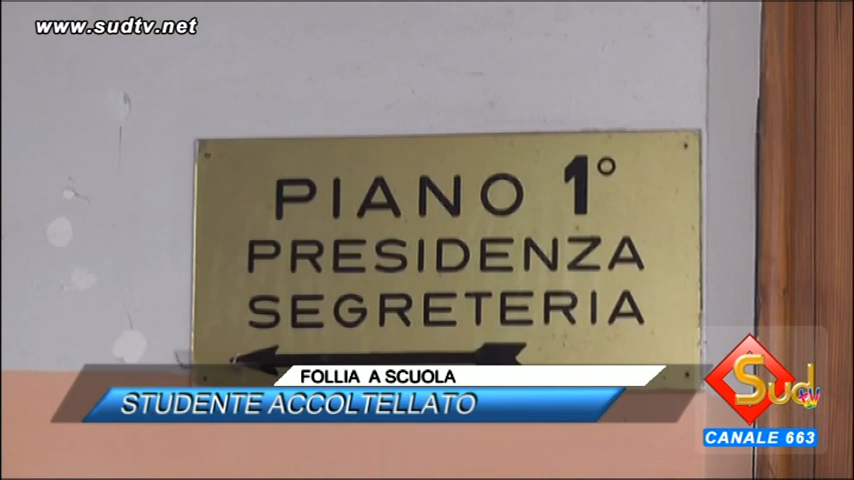 www.sudtv.net
PIANO 1°
PRESIDENZA
SEGRETERIA
FOLLIA A SCUOLA
STUDENTE ACCOLTELLATO
Sud tv
CANALE 663